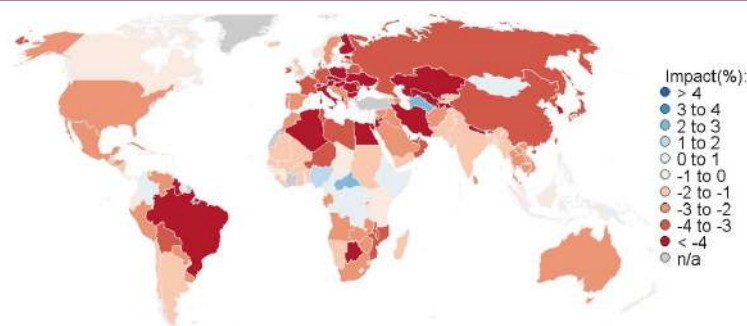 Impact(%):
> 4
3 to 4
2 to 3
1 to 2
0 to 1
-1 to 0
-2 to -1
-3 to -2
-4 to -3
< -4
n/a